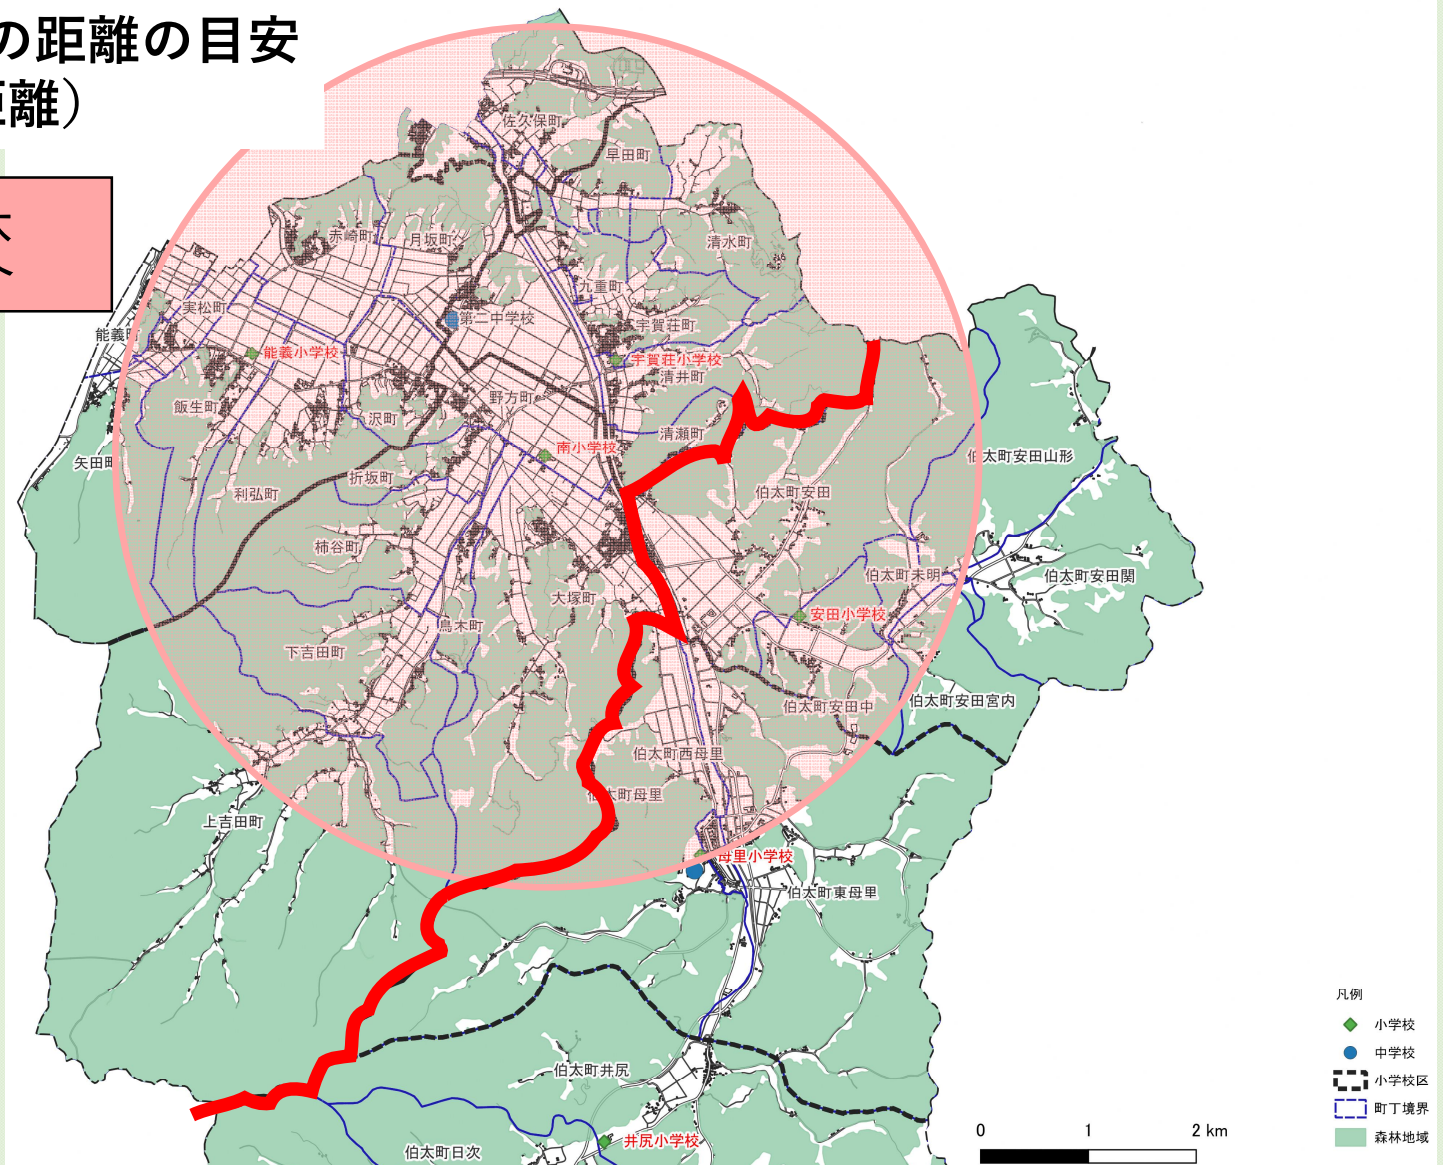 の距離の目安
距離）
佐久保町
早田町
赤崎町
月坂町
清水町
九重町
実松町
能義町
第二中学校
宇賀荘町
能義小学校
宇賀荘小学校
清井町
野方町
飯生町
沢町
清瀬町
南小学校
矢田町
伯太町安田山形
折坂町
利弘町
伯太町安田
柿谷町
伯太町未明
伯太町安田関
大塚町
安田小学校
鳥木町
下吉田町
伯太町安田宮内
伯太町安田中
伯太町西母里
伯太町母里
上吉田町
母里小学校
伯太町東母里
伯太町井尻
井尻小学校
伯太町日次
凡例
小学校
中学校
小学校区
町丁境界
森林地域
0 1 2 km